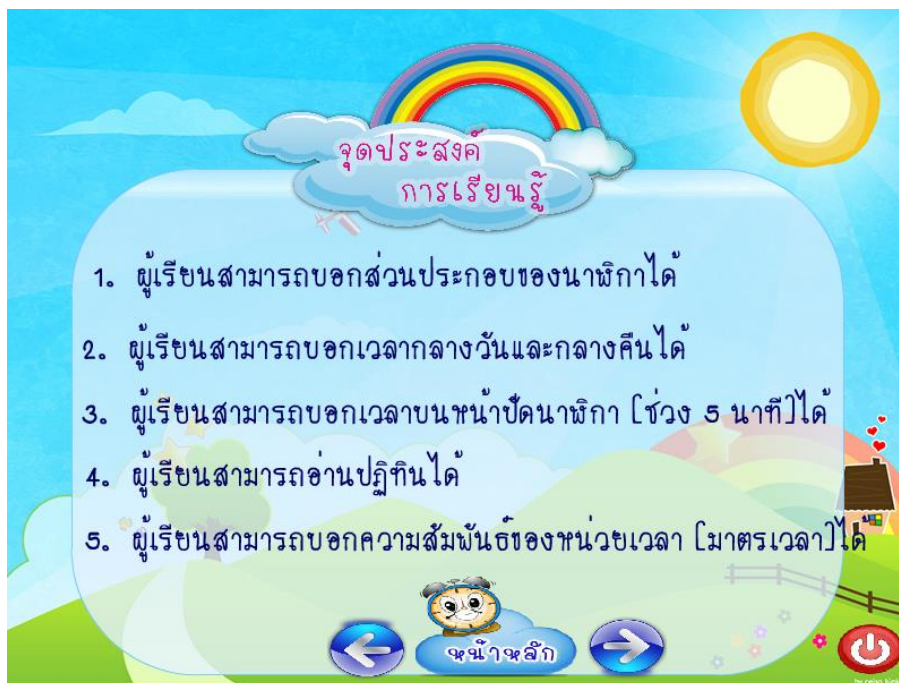 จุดประสงค์
การเรียนรู้
1. ผู้เรียนสามารถบอกส่วนประกอบของนาฬิกาได้
2. ผู้เรียนสามารถบอกเวลากลางวันและกลางคืนได้
3. ผู้เรียนสามารถบอกเวลาบนหน้าปัดนาฬิกา [ช่วง 5 นาที]ได้
4. ผู้เรียนสามารถอ่านปฏิทินได้
5. ผู้เรียนสามารถบอกความสัมพันธ์ของหน่วยเวลา [มาตรเวลา]ได้
หน้าหลัก